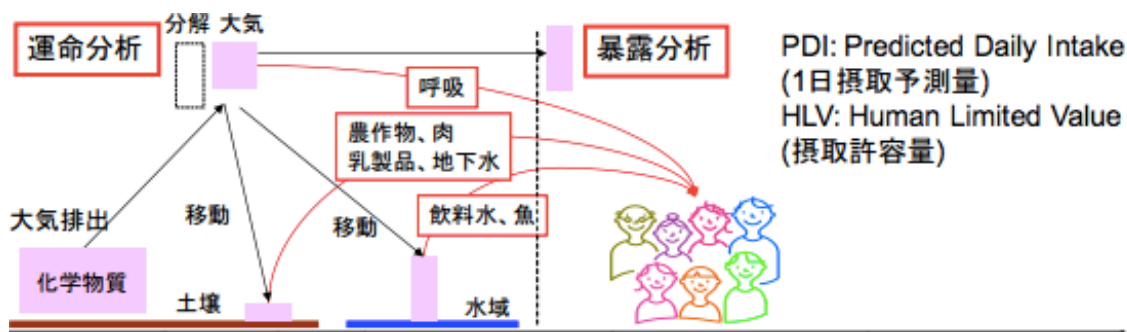 分解 大気
運命分析
暴露分析
PDI: Predicted Daily Intake
(1日摂取予測量)
HLV: Human Limited Value
(摂取許容量)
呼吸
農作物、肉
乳製品、地下水
大気排出
移動
移動
飲料水、魚
化学物質
土壌
水域